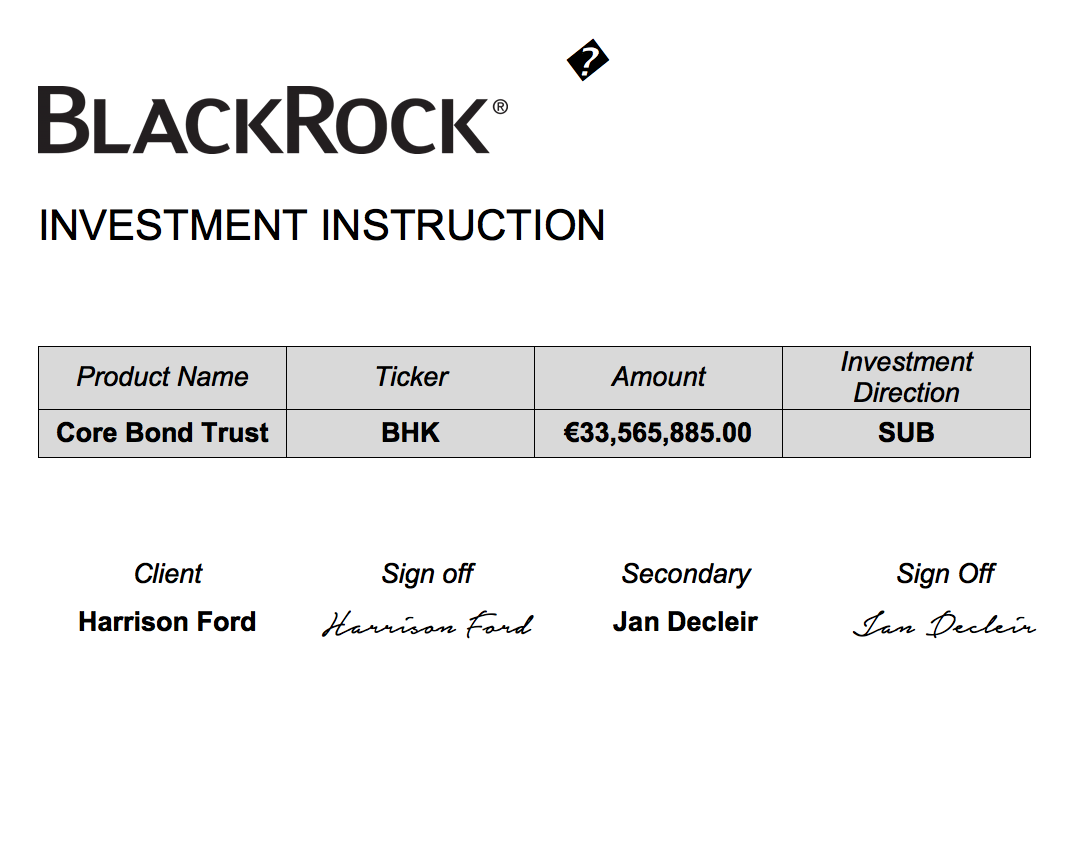 �
BLACKROCK®
INVESTMENT INSTRUCTION
Product Name Ticker Amount Investment Direction
Core Bond Trust BHK €33,565,885.00 SUB
Client Sign off Secondary Sign Off
Harrison Ford Harrison Ford Jan Decleir Jan Decleir